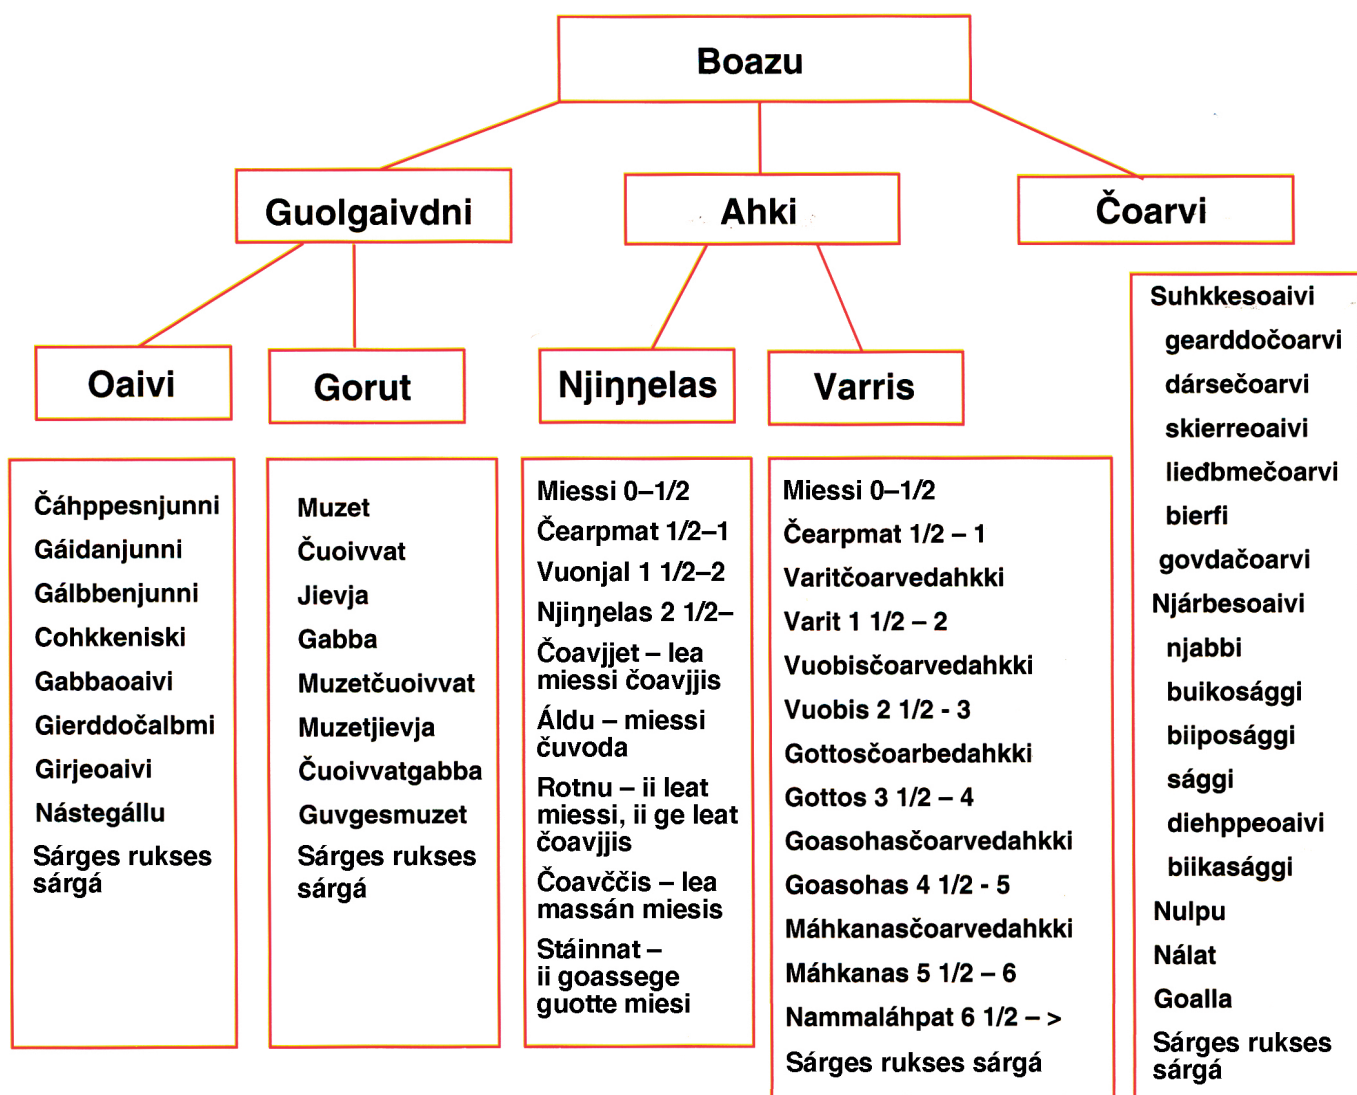 Boazu
Guolgaivdni
Ahki
Čoarvi
Oaivi
Gorut
Njiŋŋelas
Varris
Čáhppesnjunni
Gáidanjunni
Gálbbenjunni
Cohkkeniski
Gabbaoaivi
Gierddočalbmi
Girjeoaivi
Nástegállu
Sárges rukses
sárgá
Muzet
Čuoivvat
Jievja
Gabba
Muzetčuoivvat
Muzetjievja
Čuoivvatgabba
Guvgesmuzet
Sárges rukses
sárgá
Miessi 0–1/2
Čearpmat 1/2–1
Vuonjal 1 1/2–2
Njiŋŋelas 2 1/2–
Čoavjjet – lea
miessi čoavjjis
Áldu – miessi
čuvoda
Rotnu – ii leat
miessi, ii ge leat
čoavjjis
Čoavččis – lea
massán miesis
Stáinnat –
ii goassege
guotte miesi
Miessi 0–1/2
Čearpmat 1/2 – 1
Varitčoarvedahkki
Varit 1 1/2 – 2
Vuobisčoarvedahkki
Vuobis 2 1/2 - 3
Gottosčoarbedahkki
Gottos 3 1/2 – 4
Goasohasčoarvedahkki
Goasohas 4 1/2 - 5
Máhkanasčoarvedahkki
Máhkanas 5 1/2 – 6
Nammaláhpat 6 1/2 – >
Sárges rukses sárgá
Suhkkesoaivi
gearddočoarvi
dársečoarvi
skierreoaivi
liedbmečoarvi
bierfi
govdačoarvi
Njárbesoaivi
njabbi
buikosággi
biiposággi
sággi
diehppeoaivi
biikasággi
Nulpu
Nálat
Goalla
Sárges rukses
sárgá